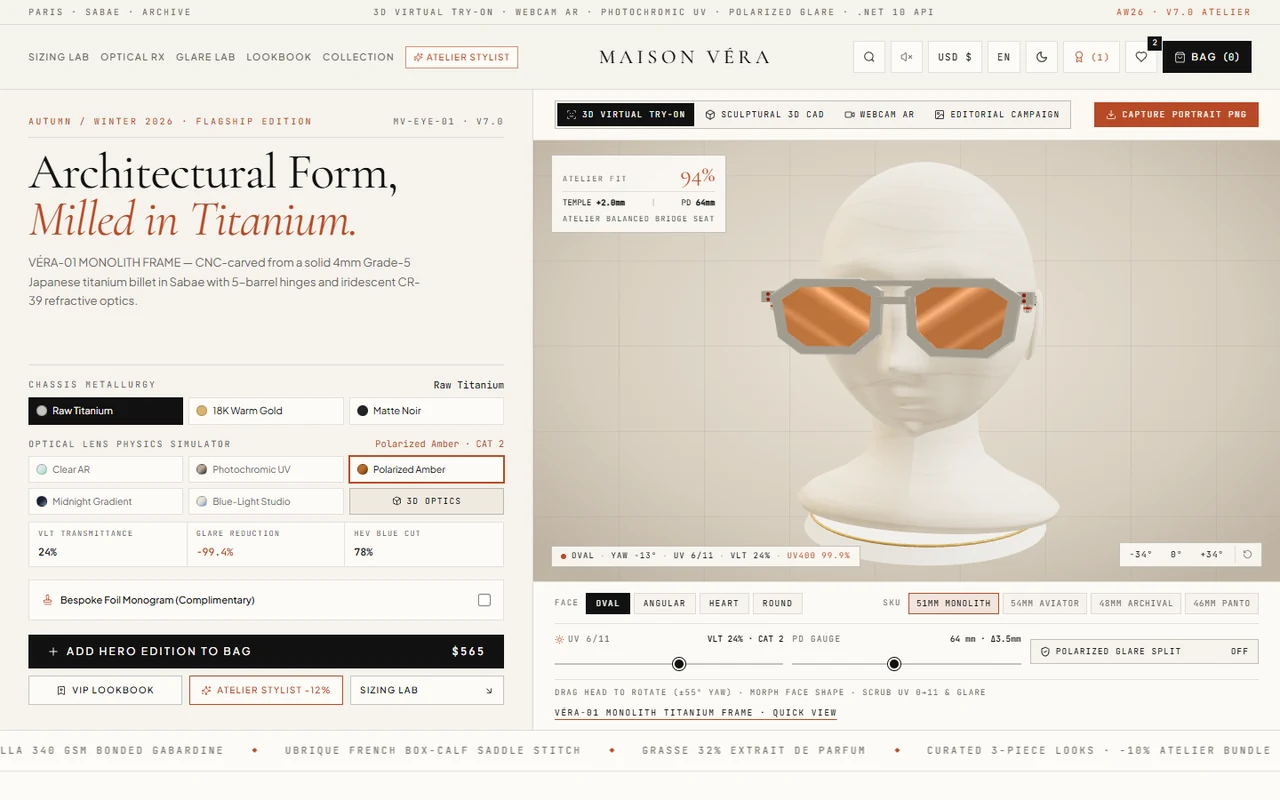 PARIS · SABAE · ARCHIVE
3D VIRTUAL TRY-ON · WEBCAM AR · PHOTOCHROMIC UV · POLARIZED GLARE · .NET 10 API
AW26 · V7.0 ATELIER
SIZING LAB OPTICAL RX GLARE LAB LOOKBOOK COLLECTION ATELIER STYLIST
MAISON VÉRA
USD $ EN (1) 2 BAG (0)
AUTUMN / WINTER 2026 · FLAGSHIP EDITION
MV-EYE-01 · V7.0
Architectural Form,
Milled in Titanium.
VÉRA-01 MONOLITH FRAME — CNC-carved from a solid 4mm Grade-5
Japanese titanium billet in Sabae with 5-barrel hinges and iridescent CR-
39 refractive optics.
CHASSIS METALLURGY
Raw Titanium
Raw Titanium 18K Warm Gold Matte Noir
OPTICAL LENS PHYSICS SIMULATOR
Polarized Amber · CAT 2
Clear AR Photochromic UV Polarized Amber
Midnight Gradient Blue-Light Studio 3D OPTICS
VLT TRANSMITTANCE GLARE REDUCTION HEV BLUE CUT
24% -99.4% 78%
Bespoke Foil Monogram (Complimentary)
+ ADD HERO EDITION TO BAG $565
VIP LOOKBOOK ATELIER STYLIST -12% SIZING LAB
3D VIRTUAL TRY-ON SCULPTURAL 3D CAD WEBCAM AR EDITORIAL CAMPAIGN
CAPTURE PORTRAIT PNG
ATELIER FIT 94%
TEMPLE +2.0mm | PD 64mm
ATELIER BALANCED BRIDGE SEAT
OVAL · YAW -13° · UV 6/11 · VLT 24% · UV400 99.9%
-34° 0° +34°
FACE OVAL ANGULAR HEART ROUND
SKU 51MM MONOLITH 54MM AVIATOR 48MM ARCHIVAL 46MM PANTO
UV 6/11 VLT 24% · CAT 2 PD GAUGE 64 mm · Δ3.5mm
POLARIZED GLARE SPLIT OFF
DRAG HEAD TO ROTATE (±55° YAW) · MORPH FACE SHAPE · SCRUB UV 0→11 & GLARE
VÉRA-01 MONOLITH TITANIUM FRAME · QUICK VIEW
LLA 340 GSM BONDED GABARDINE ◆ UBRIQUE FRENCH BOX-CALF SADDLE STITCH ◆ GRASSE 32% EXTRAIT DE PARFUM ◆ CURATED 3-PIECE LOOKS · -10% ATELIER BUNDLE